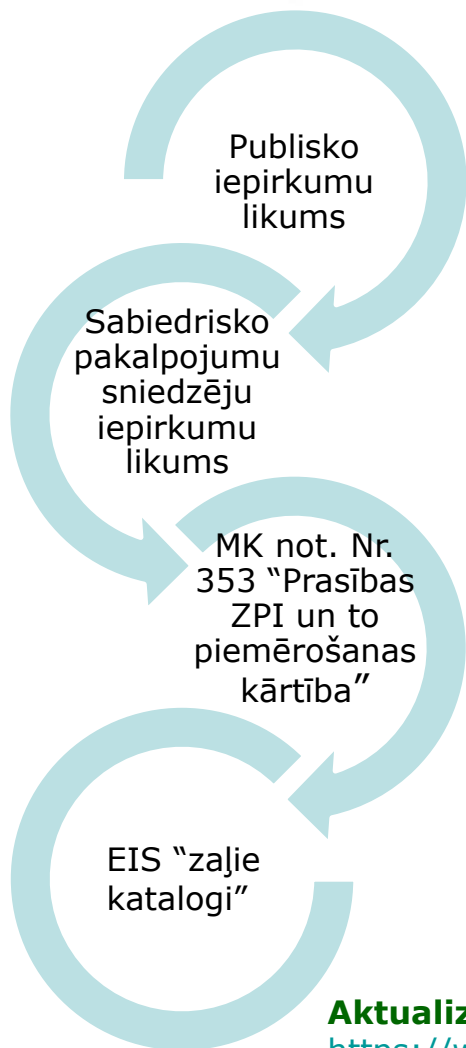 Publisko
iepirkumu
likums
Sabiedrisko
pakalpojumu
sniedzēju
iepirkumu
likums
MK not. Nr.
353 “Prasības
ZPI un to
piemērošanas
kārtība”
EIS “zaļie
katalogi”